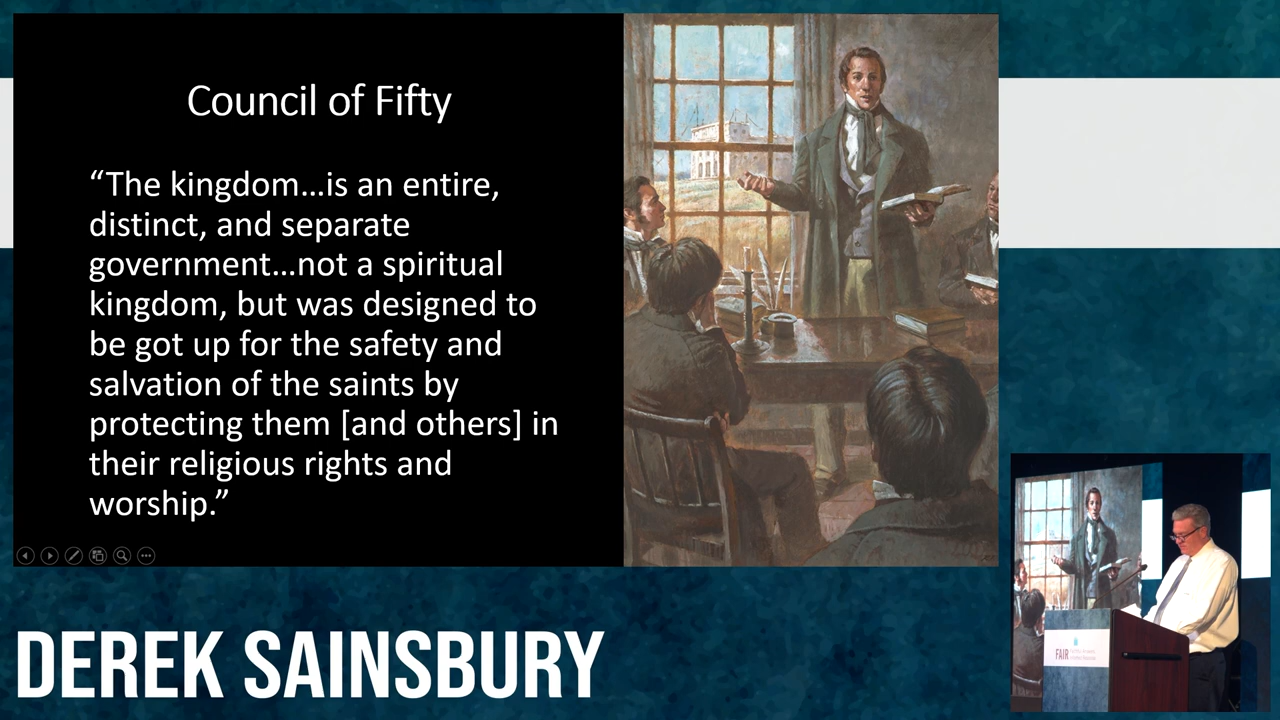 Council of Fifty
“The kingdom...is an entire,
distinct, and separate
government...not a spiritual
kingdom, but was designed to
be got up for the safety and
salvation of the saints by
protecting them [and others] in
their religious rights and
worship.”
DEREK SAINSBURY
FAIR